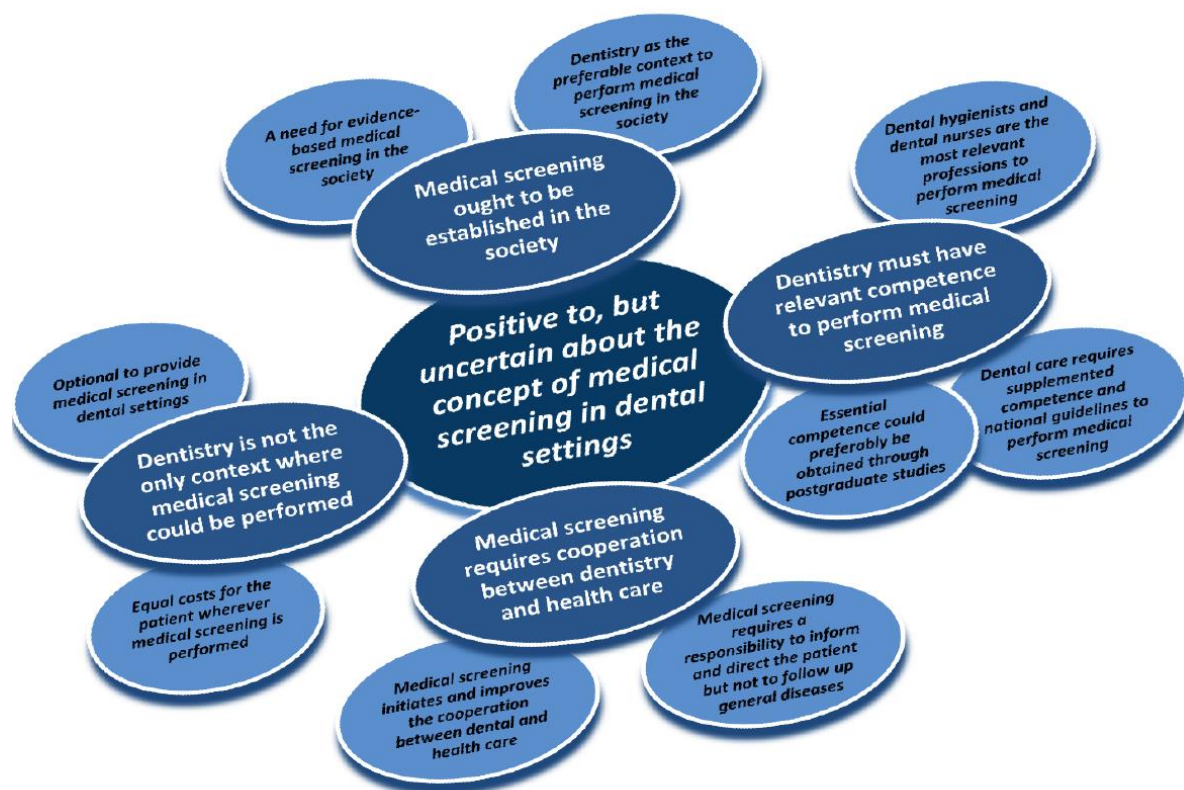 Dentistry as the
preferable context to
perform medical
screening in the
society
A need for evidence-
based medical
screening in the
society
Medical screening
ought to be
established in the
society
Dental hygienists and
dental nurses are the
most relevant
professions to
perform medical
screening
Dentistry must have
relevant competence
to perform medical
screening
Positive to, but
uncertain about the
concept of medical
screening in dental
settings
Optional to provide
medical screening in
dental settings
Dentistry is not the
only context where
medical screening
could be performed
Dental care requires
supplemented
competence and
national guidelines to
perform medical
screening
Essential
competence could
preferably be
obtained through
postgraduate studies
Medical screening
requires cooperation
between dentistry
and health care
Equal costs for the
patient wherever
medical screening is
performed
Medical screening
initiates and improves
the cooperation
between dental and
health care
Medical screening
requires a
responsibility to inform
and direct the patient
but not to follow up
general diseases